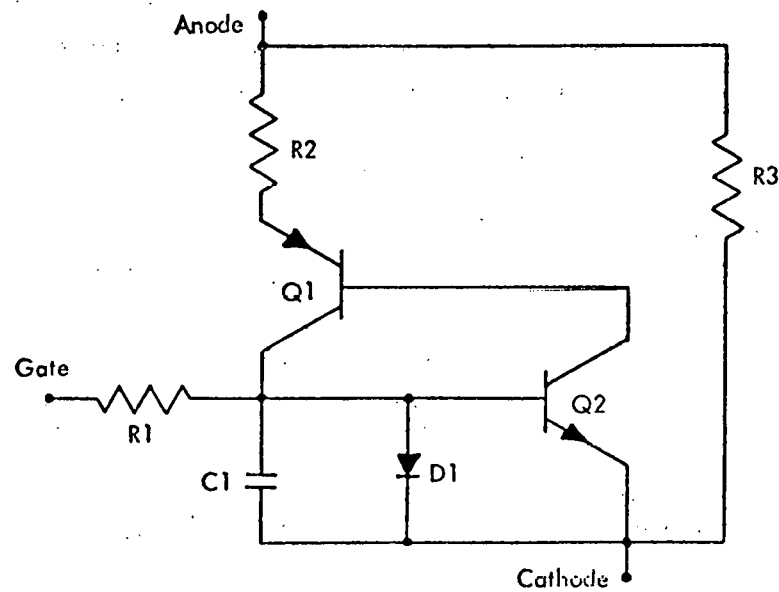 Anode
R2
R3
Q1
Gate
R1
Q2
C1
D1
Cathode